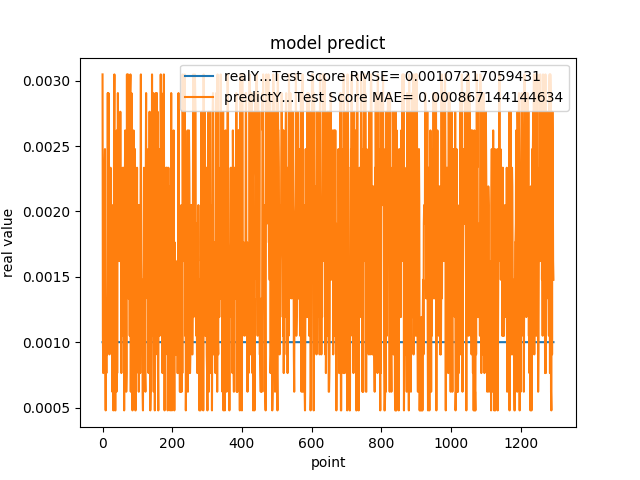 model predict
realY...Test Score RMSE= 0.00107217059431
predictY...Test Score MAE= 0.000867144144634
real value
0.0030
0.0025
0.0020
0.0015
0.0010
0.0005
0 200 400 600 800 1000 1200
point